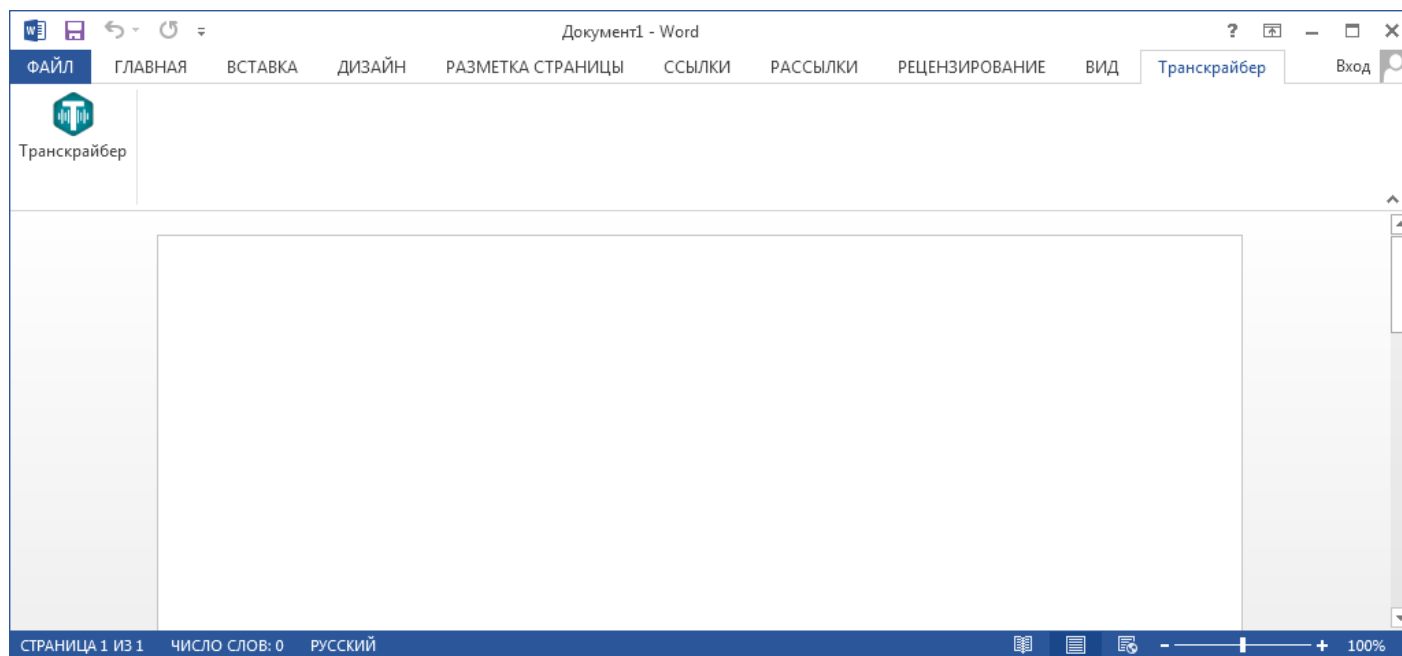 Документ1 - Word
ФАЙЛ ГЛАВНАЯ ВСТАВКА ДИЗАЙН РАЗМЕТКА СТРАНИЦЫ ССЫЛКИ РАССЫЛКИ РЕЦЕНЗИРОВАНИЕ ВИД Транскрайбер Вход
Транскрайбер
СТРАНИЦА 1 ИЗ 1 ЧИСЛО СЛОВ: 0 РУССКИЙ 100%